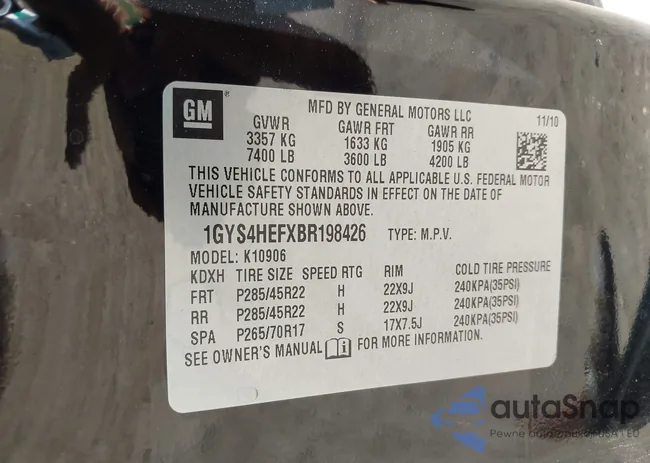 GM
MFD BY GENERAL MOTORS LLC
11/10
GVWR GAWR FRT GAWR RR
3357 KG 1633 KG 1905 KG
7400 LB 3600 LB 4200 LB
THIS VEHICLE CONFORMS TO ALL APPLICABLE U.S. FEDERAL MOTOR
VEHICLE SAFETY STANDARDS IN EFFECT ON THE DATE OF
MANUFACTURE SHOWN ABOVE.
1GYS4HEFXBR198426 TYPE: M.P.V.
MODEL: K10906
KDXH TIRE SIZE SPEED RTG RIM COLD TIRE PRESSURE
FRT P285/45R22 H 22X9J 240KPA(35PSI)
RR P285/45R22 H 22X9J 240KPA(35PSI)
SPA P265/70R17 S 17X7.5J 240KPA(35PSI)
SEE OWNER'S MANUAL FOR MORE INFORMATION.
autoSnap
Pewne auto z